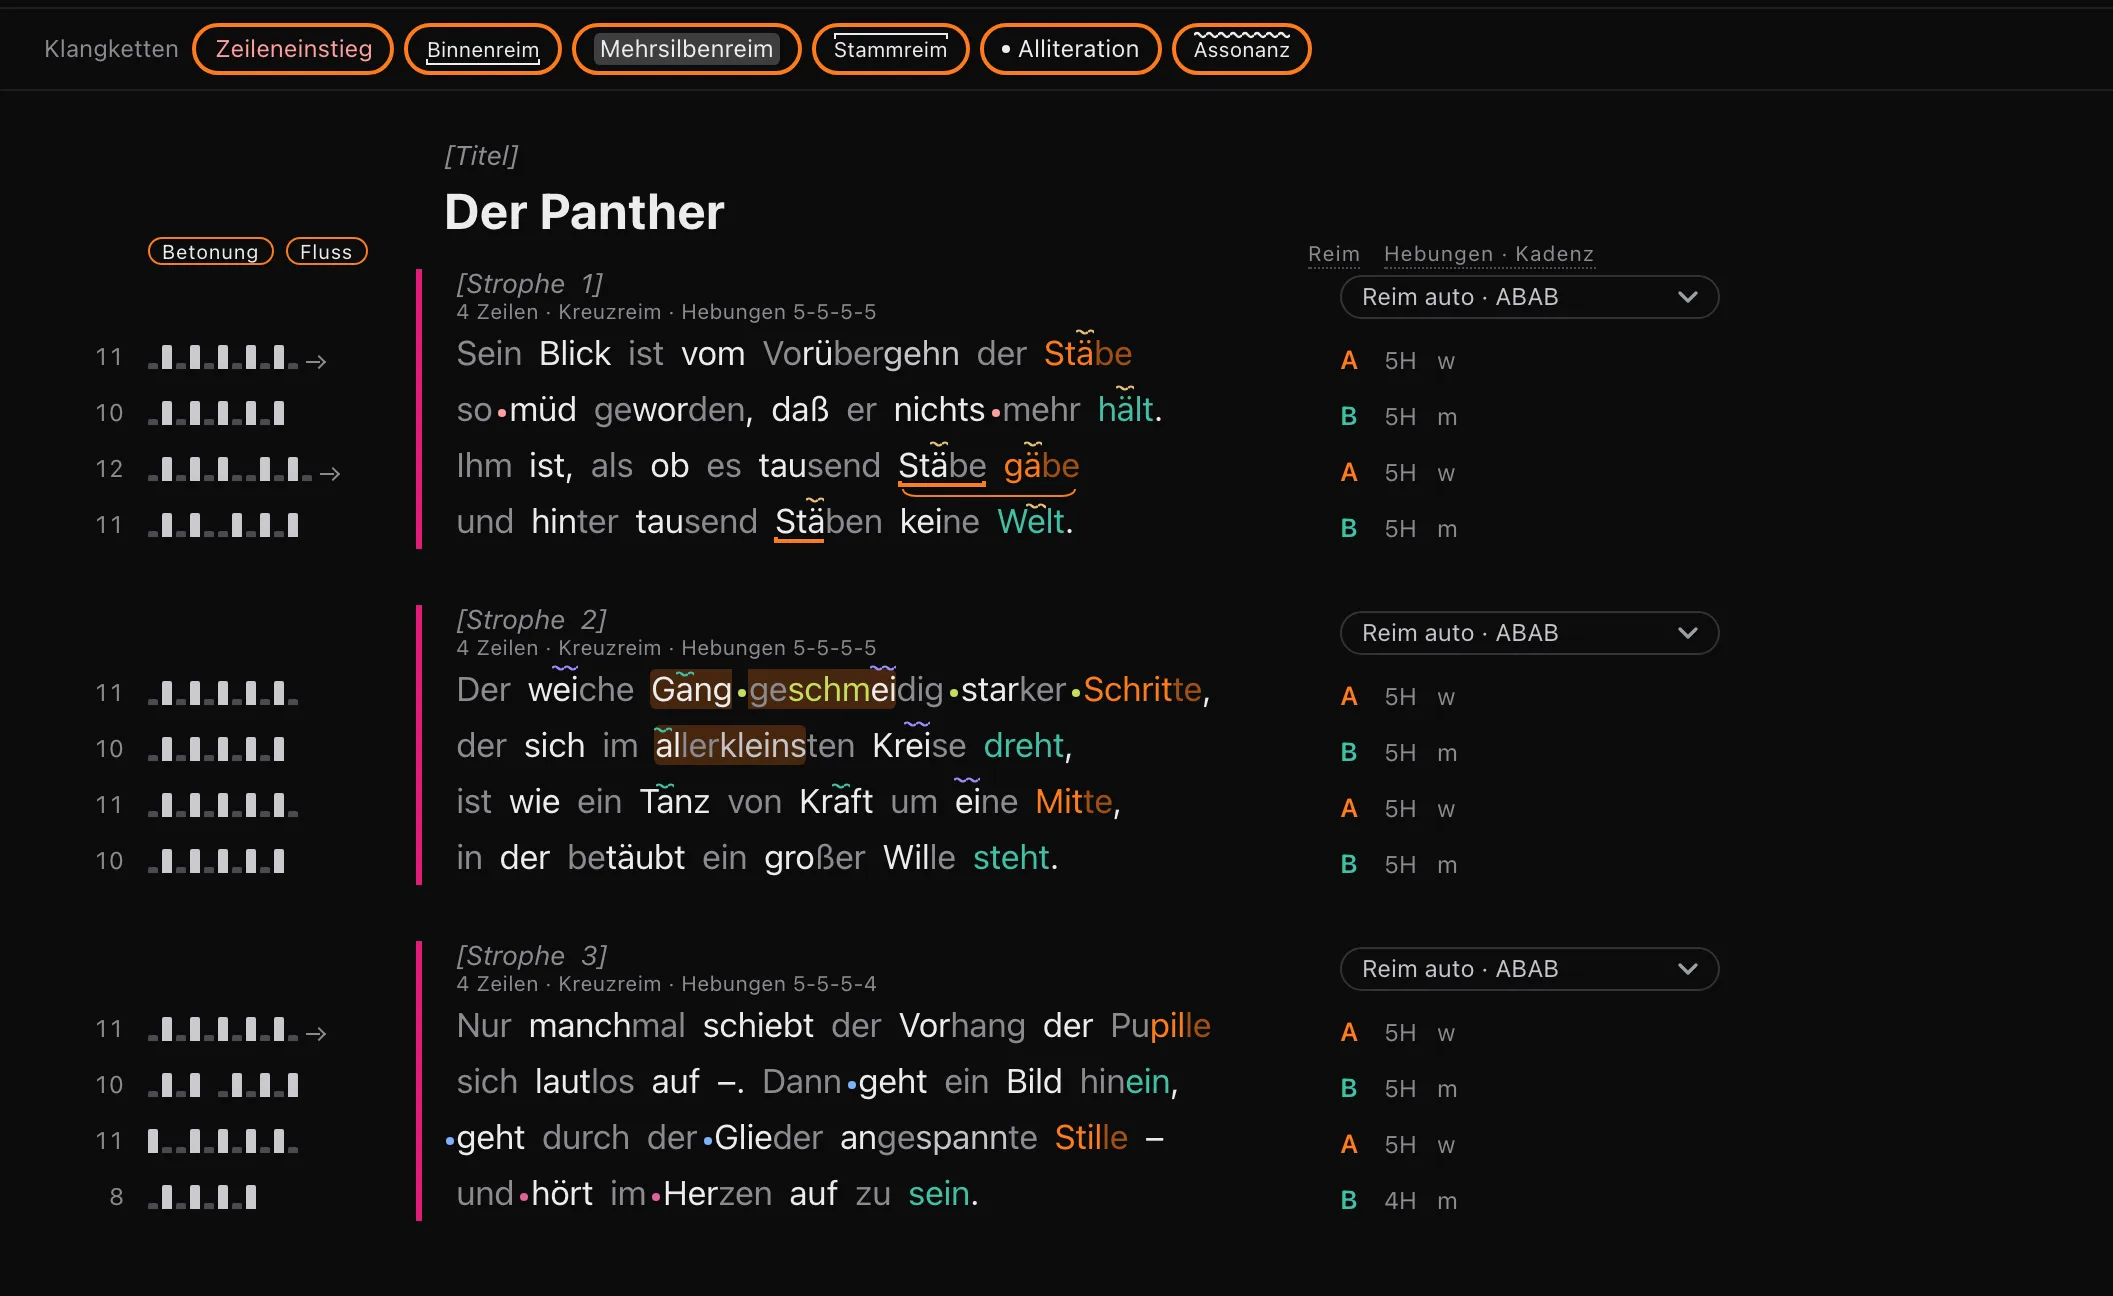 Klangketten Zeileneinstieg Binnenreim Mehrsilbenreim Stammreim • Alliteration Assonanz
[Titel]
Der Panther
Betonung Fluss
Reim Hebungen · Kadenz
[Strophe 1]
4 Zeilen · Kreuzreim · Hebungen 5-5-5-5
Reim auto · ABAB
11 → Sein Blick ist vom Vorübergehn der Stäbe A 5H w
10 so •müd geworden, daß er nichts •mehr hält. B 5H m
12 → Ihm ist, als ob es tausend Stäbe gäbe A 5H w
11 und hinter tausend Stäben keine Welt. B 5H m
[Strophe 2]
4 Zeilen · Kreuzreim · Hebungen 5-5-5-5
Reim auto · ABAB
11 Der weiche Gang •geschmeidig •starker •Schritte, A 5H w
10 der sich im allerkleinsten Kreise dreht, B 5H m
11 ist wie ein Tanz von Kraft um eine Mitte, A 5H w
10 in der betäubt ein großer Wille steht. B 5H m
[Strophe 3]
4 Zeilen · Kreuzreim · Hebungen 5-5-5-4
Reim auto · ABAB
11 → Nur manchmal schiebt der Vorhang der Pupille A 5H w
10 sich lautlos auf –. Dann •geht ein Bild hinein, B 5H m
11 •geht durch der •Glieder angespannte Stille – A 5H w
8 und •hört im •Herzen auf zu sein. B 4H m